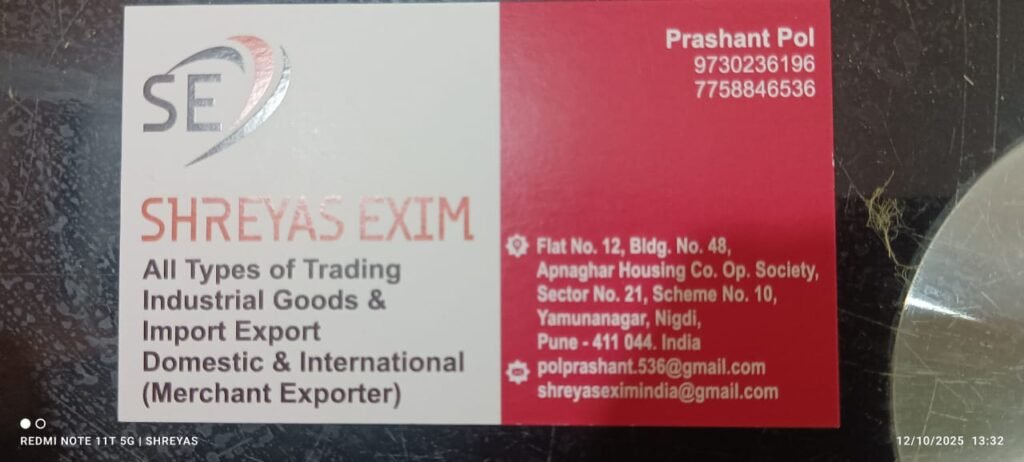 SE
SHREYAS EXIM
All Types of Trading
Industrial Goods &
Import Export
Domestic & International
(Merchant Exporter)
Prashant Pol
9730236196
7758846536
Flat No. 12, Bldg. No. 48,
Apnaghar Housing Co. Op. Society,
Sector No. 21, Scheme No. 10,
Yamunanagar, Nigdi,
Pune - 411 044. India
polprashant.536@gmail.com
shreyaseximindia@gmail.com
REDMI NOTE 11T 5G | SHREYAS
12/10/2025 13:32